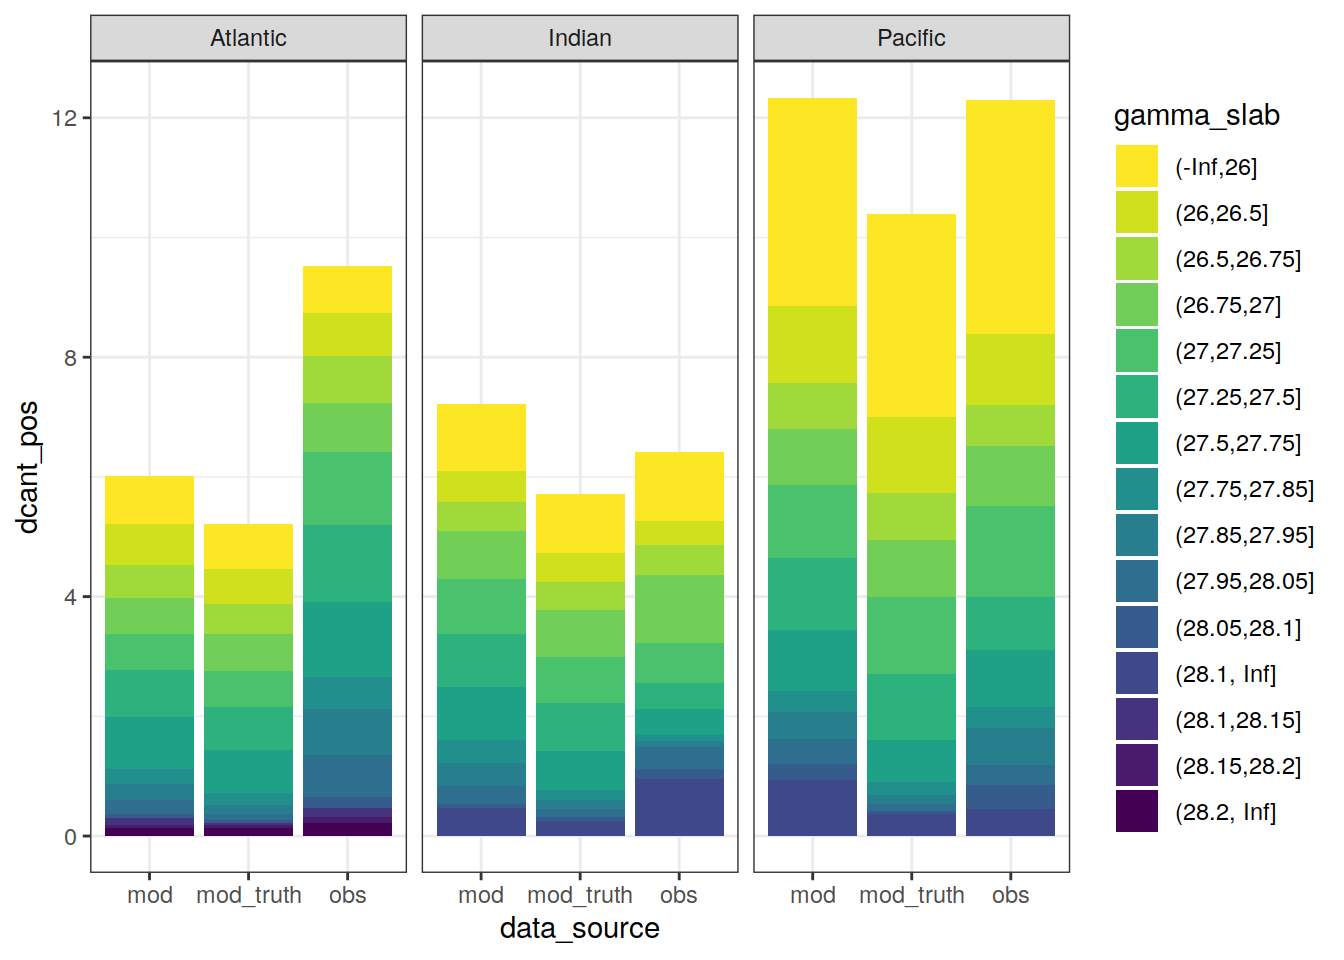 Atlantic
Indian
Pacific
12
8
4
0
dcant_pos
mod mod_truth obs
mod mod_truth obs
mod mod_truth obs
data_source
gamma_slab
(-Inf,26]
(26,26.5]
(26.5,26.75]
(26.75,27]
(27,27.25]
(27.25,27.5]
(27.5,27.75]
(27.75,27.85]
(27.85,27.95]
(27.95,28.05]
(28.05,28.1]
(28.1, Inf]
(28.1,28.15]
(28.15,28.2]
(28.2, Inf]